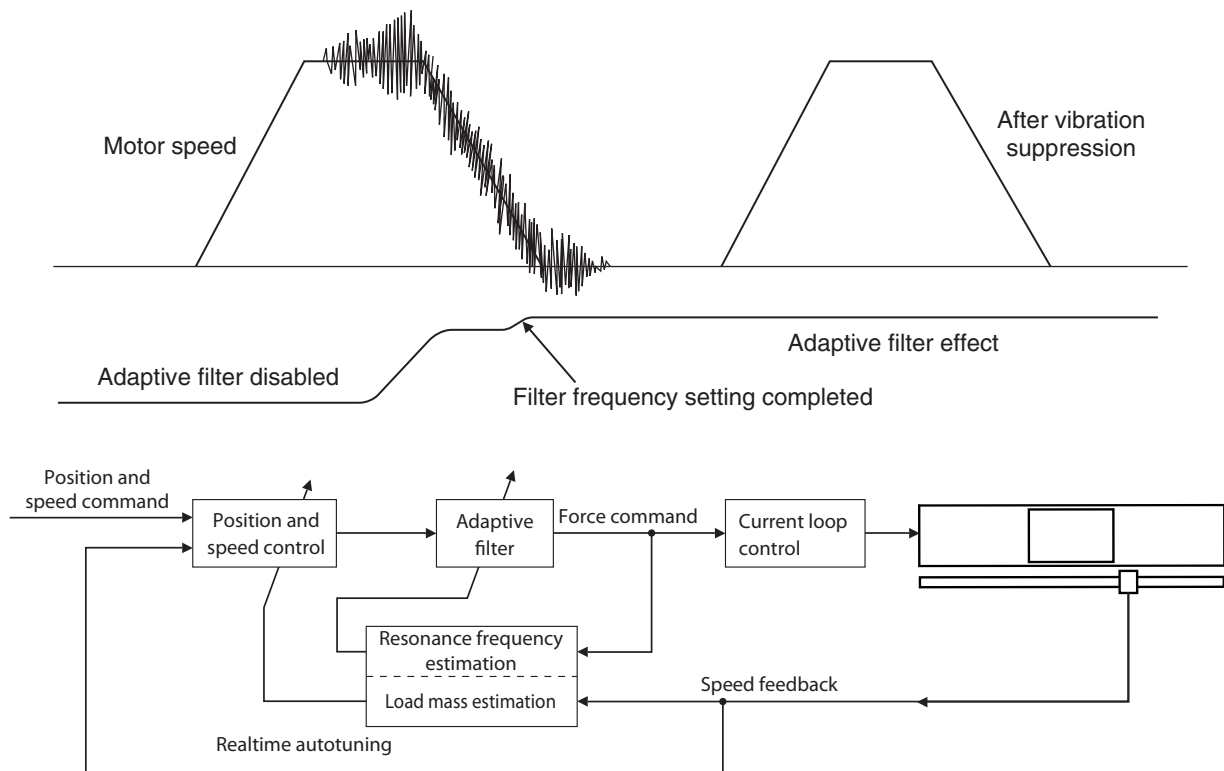 Motor speed
After vibration
suppression
Adaptive filter disabled
Adaptive filter effect
Filter frequency setting completed
Position and
speed command
Position and
speed control
Adaptive
filter
Force command
Current loop
control
Resonance frequency
estimation
Load mass estimation
Speed feedback
Realtime autotuning